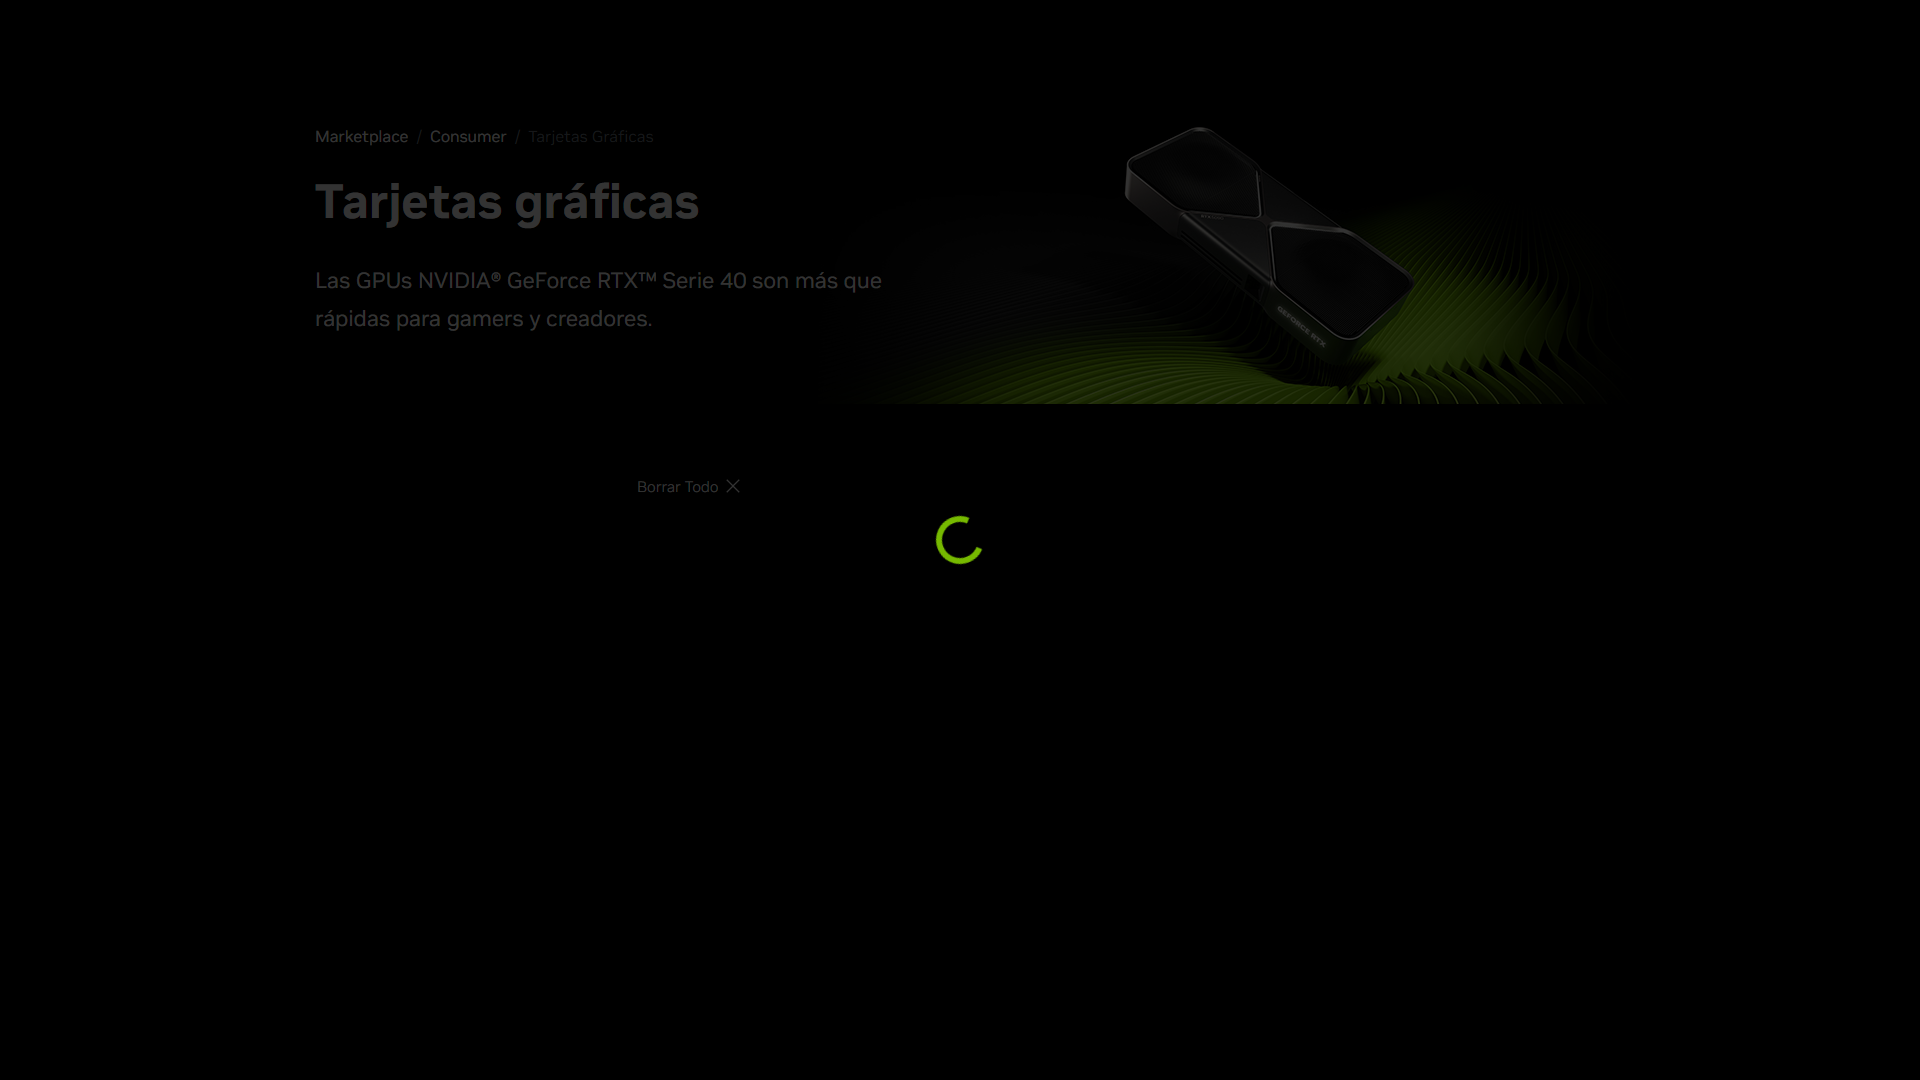 Marketplace / Consumer / Tarjetas Gráficas
Tarjetas gráficas
Las GPUs NVIDIA® GeForce RTX™ Serie 40 son más que
rápidas para gamers y creadores.
GEFORCE RTX
Borrar Todo